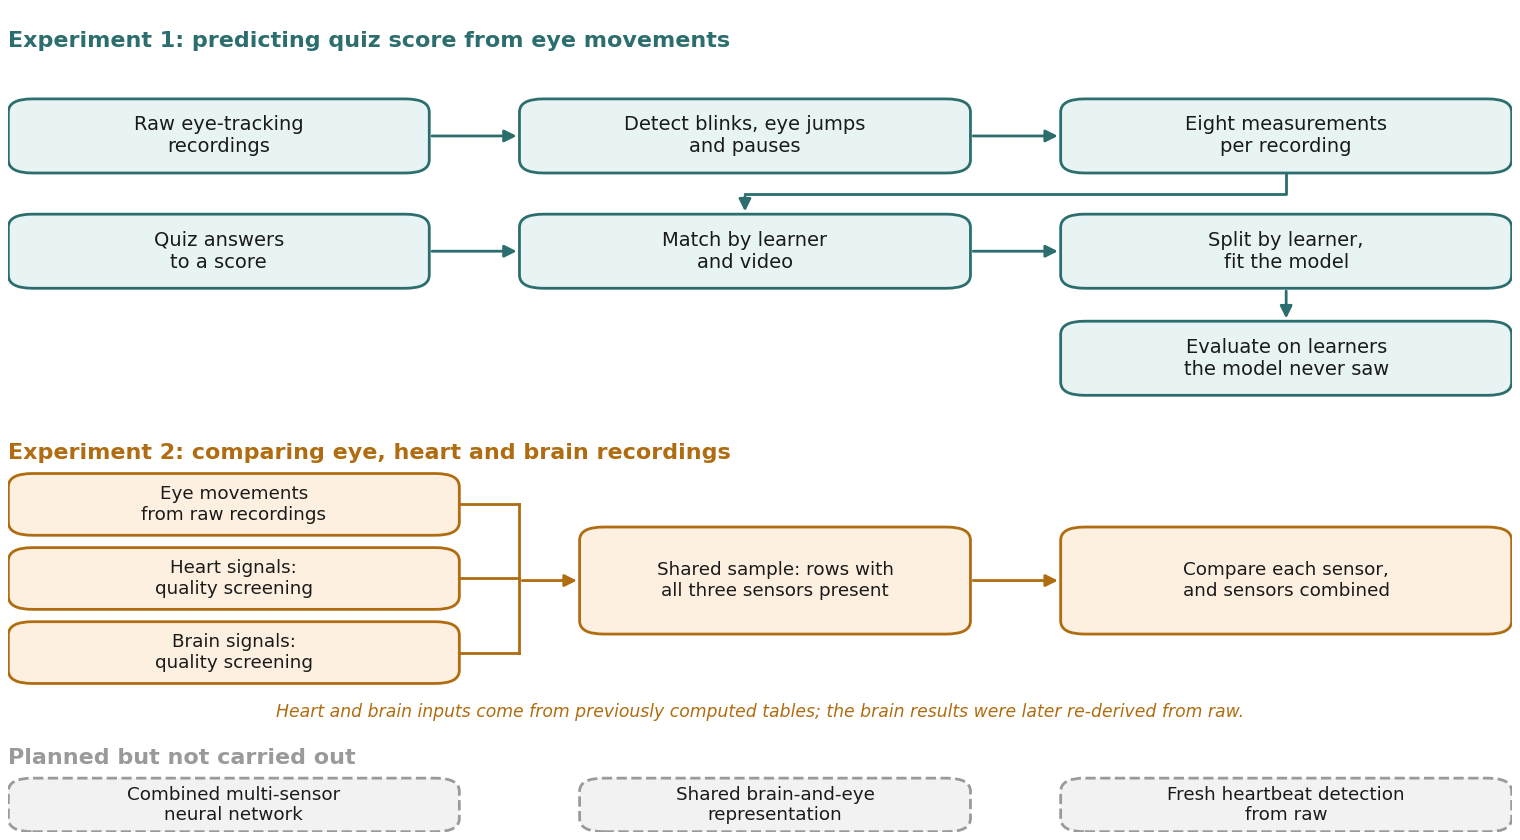 Experiment 1: predicting quiz score from eye movements
Raw eye-tracking
recordings
Detect blinks, eye jumps
and pauses
Eight measurements
per recording
Quiz answers
to a score
Match by learner
and video
Split by learner,
fit the model
Evaluate on learners
the model never saw
Experiment 2: comparing eye, heart and brain recordings
Eye movements
from raw recordings
Heart signals:
quality screening
Brain signals:
quality screening
Shared sample: rows with
all three sensors present
Compare each sensor,
and sensors combined
Heart and brain inputs come from previously computed tables; the brain results were later re-derived from raw.
Planned but not carried out
Combined multi-sensor
neural network
Shared brain-and-eye
representation
Fresh heartbeat detection
from raw